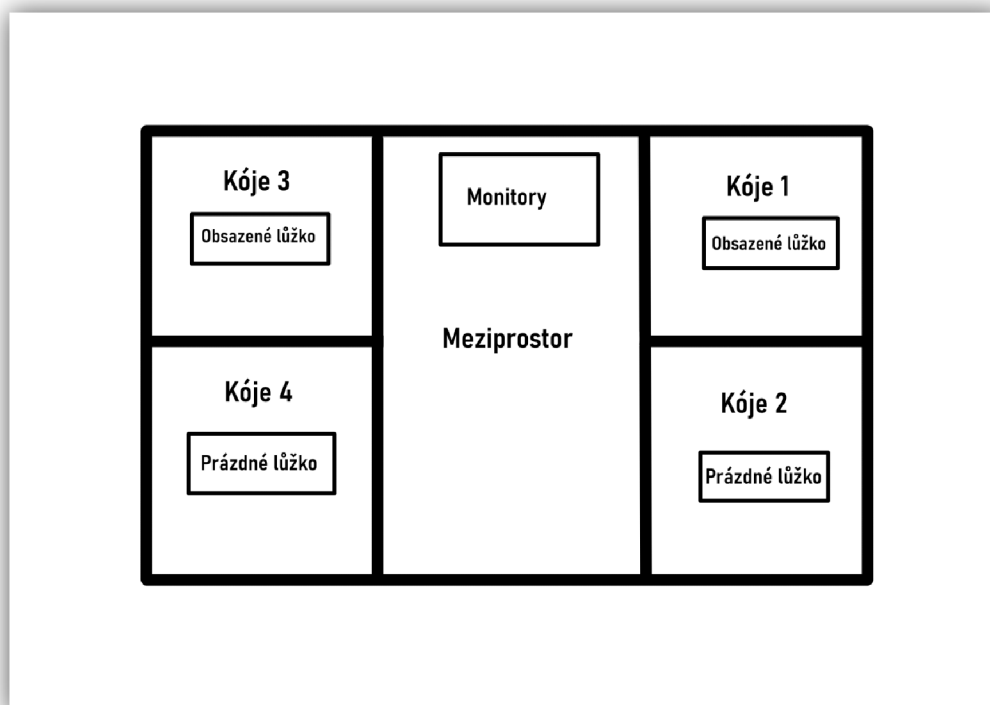 Kóje 3
Obsazené lůžko
Monitory
Kóje 1
Obsazené lůžko
Meziprostor
Kóje 4
Prázdné lůžko
Kóje 2
Prázdné lůžko